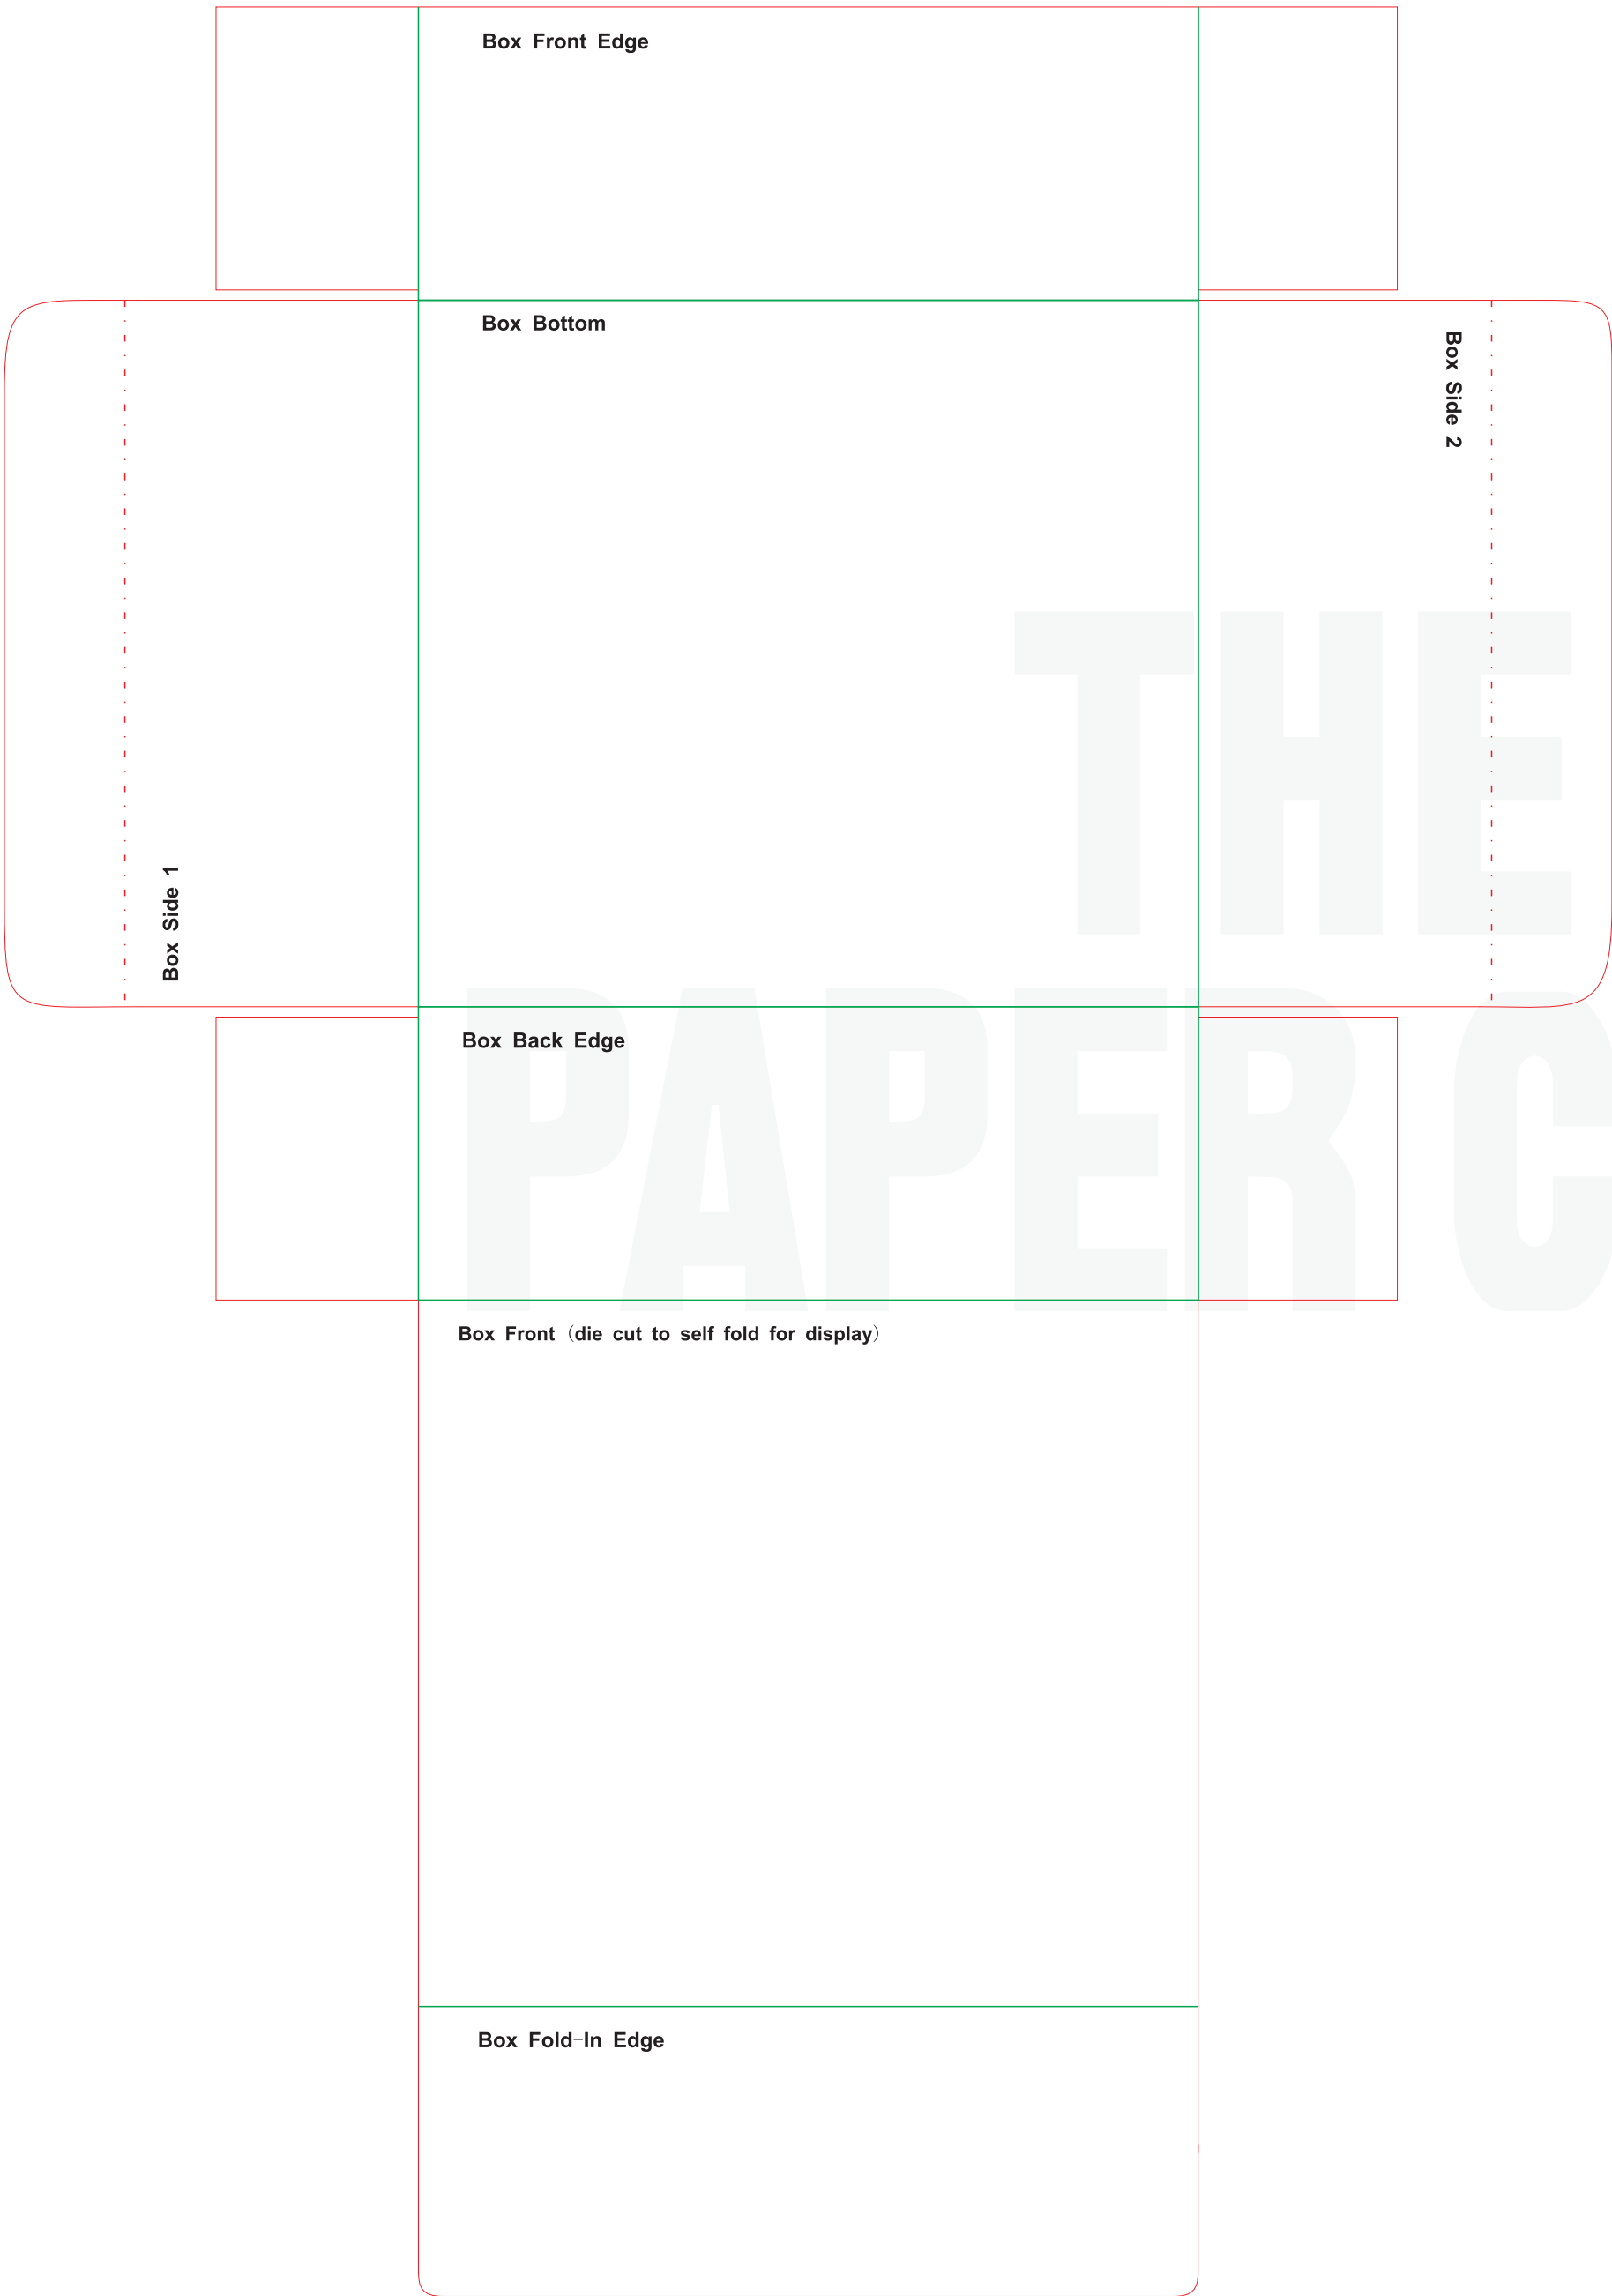 Box Front Edge
Box Bottom
Box Side 2
THE
Box Side 1
PAPER C
Box Back Edge
Box Front (die cut to self fold for display)
Box Fold-In Edge